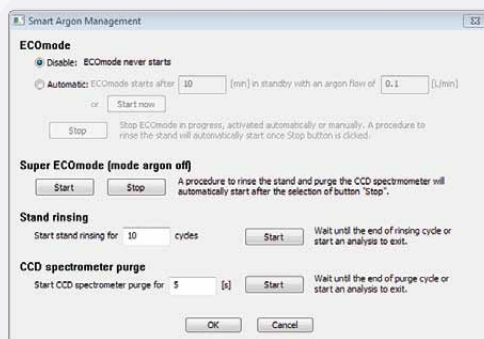 Smart Argon Management
ECOmode
Disable: ECOmode never starts
Automatic: ECOmode starts after 10 [min] in standby with an argon flow of 0.1 [L/min]
or Start now
Stop Stop ECOmode in progress, activated automatically or manually. A procedure to
rinse the stand will automatically start once Stop button is clicked.
Super ECOmode (mode argon off)
Start Stop A procedure to rinse the stand and purge the CCD spectrmometer will
automatically start after the selection of button "Stop".
Stand rinsing
Start stand rinsing for 10 cycles Start Wait until the end of rinsing cycle or
start an analysis to exit.
CCD spectrometer purge
Start CCD spectrometer purge for 5 [s] Start Wait until the end of purge cycle or
start an analysis to exit.
OK Cancel